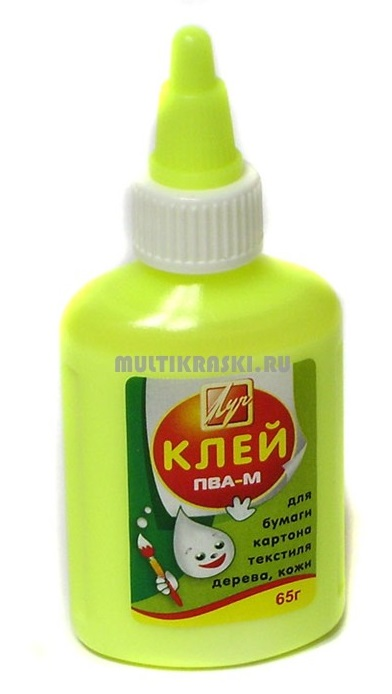 MULTIKRASKI.RU
Луч
КЛЕЙ
ПВА-М
для
бумаги
картона
текстиля
дерева, кожи
65г